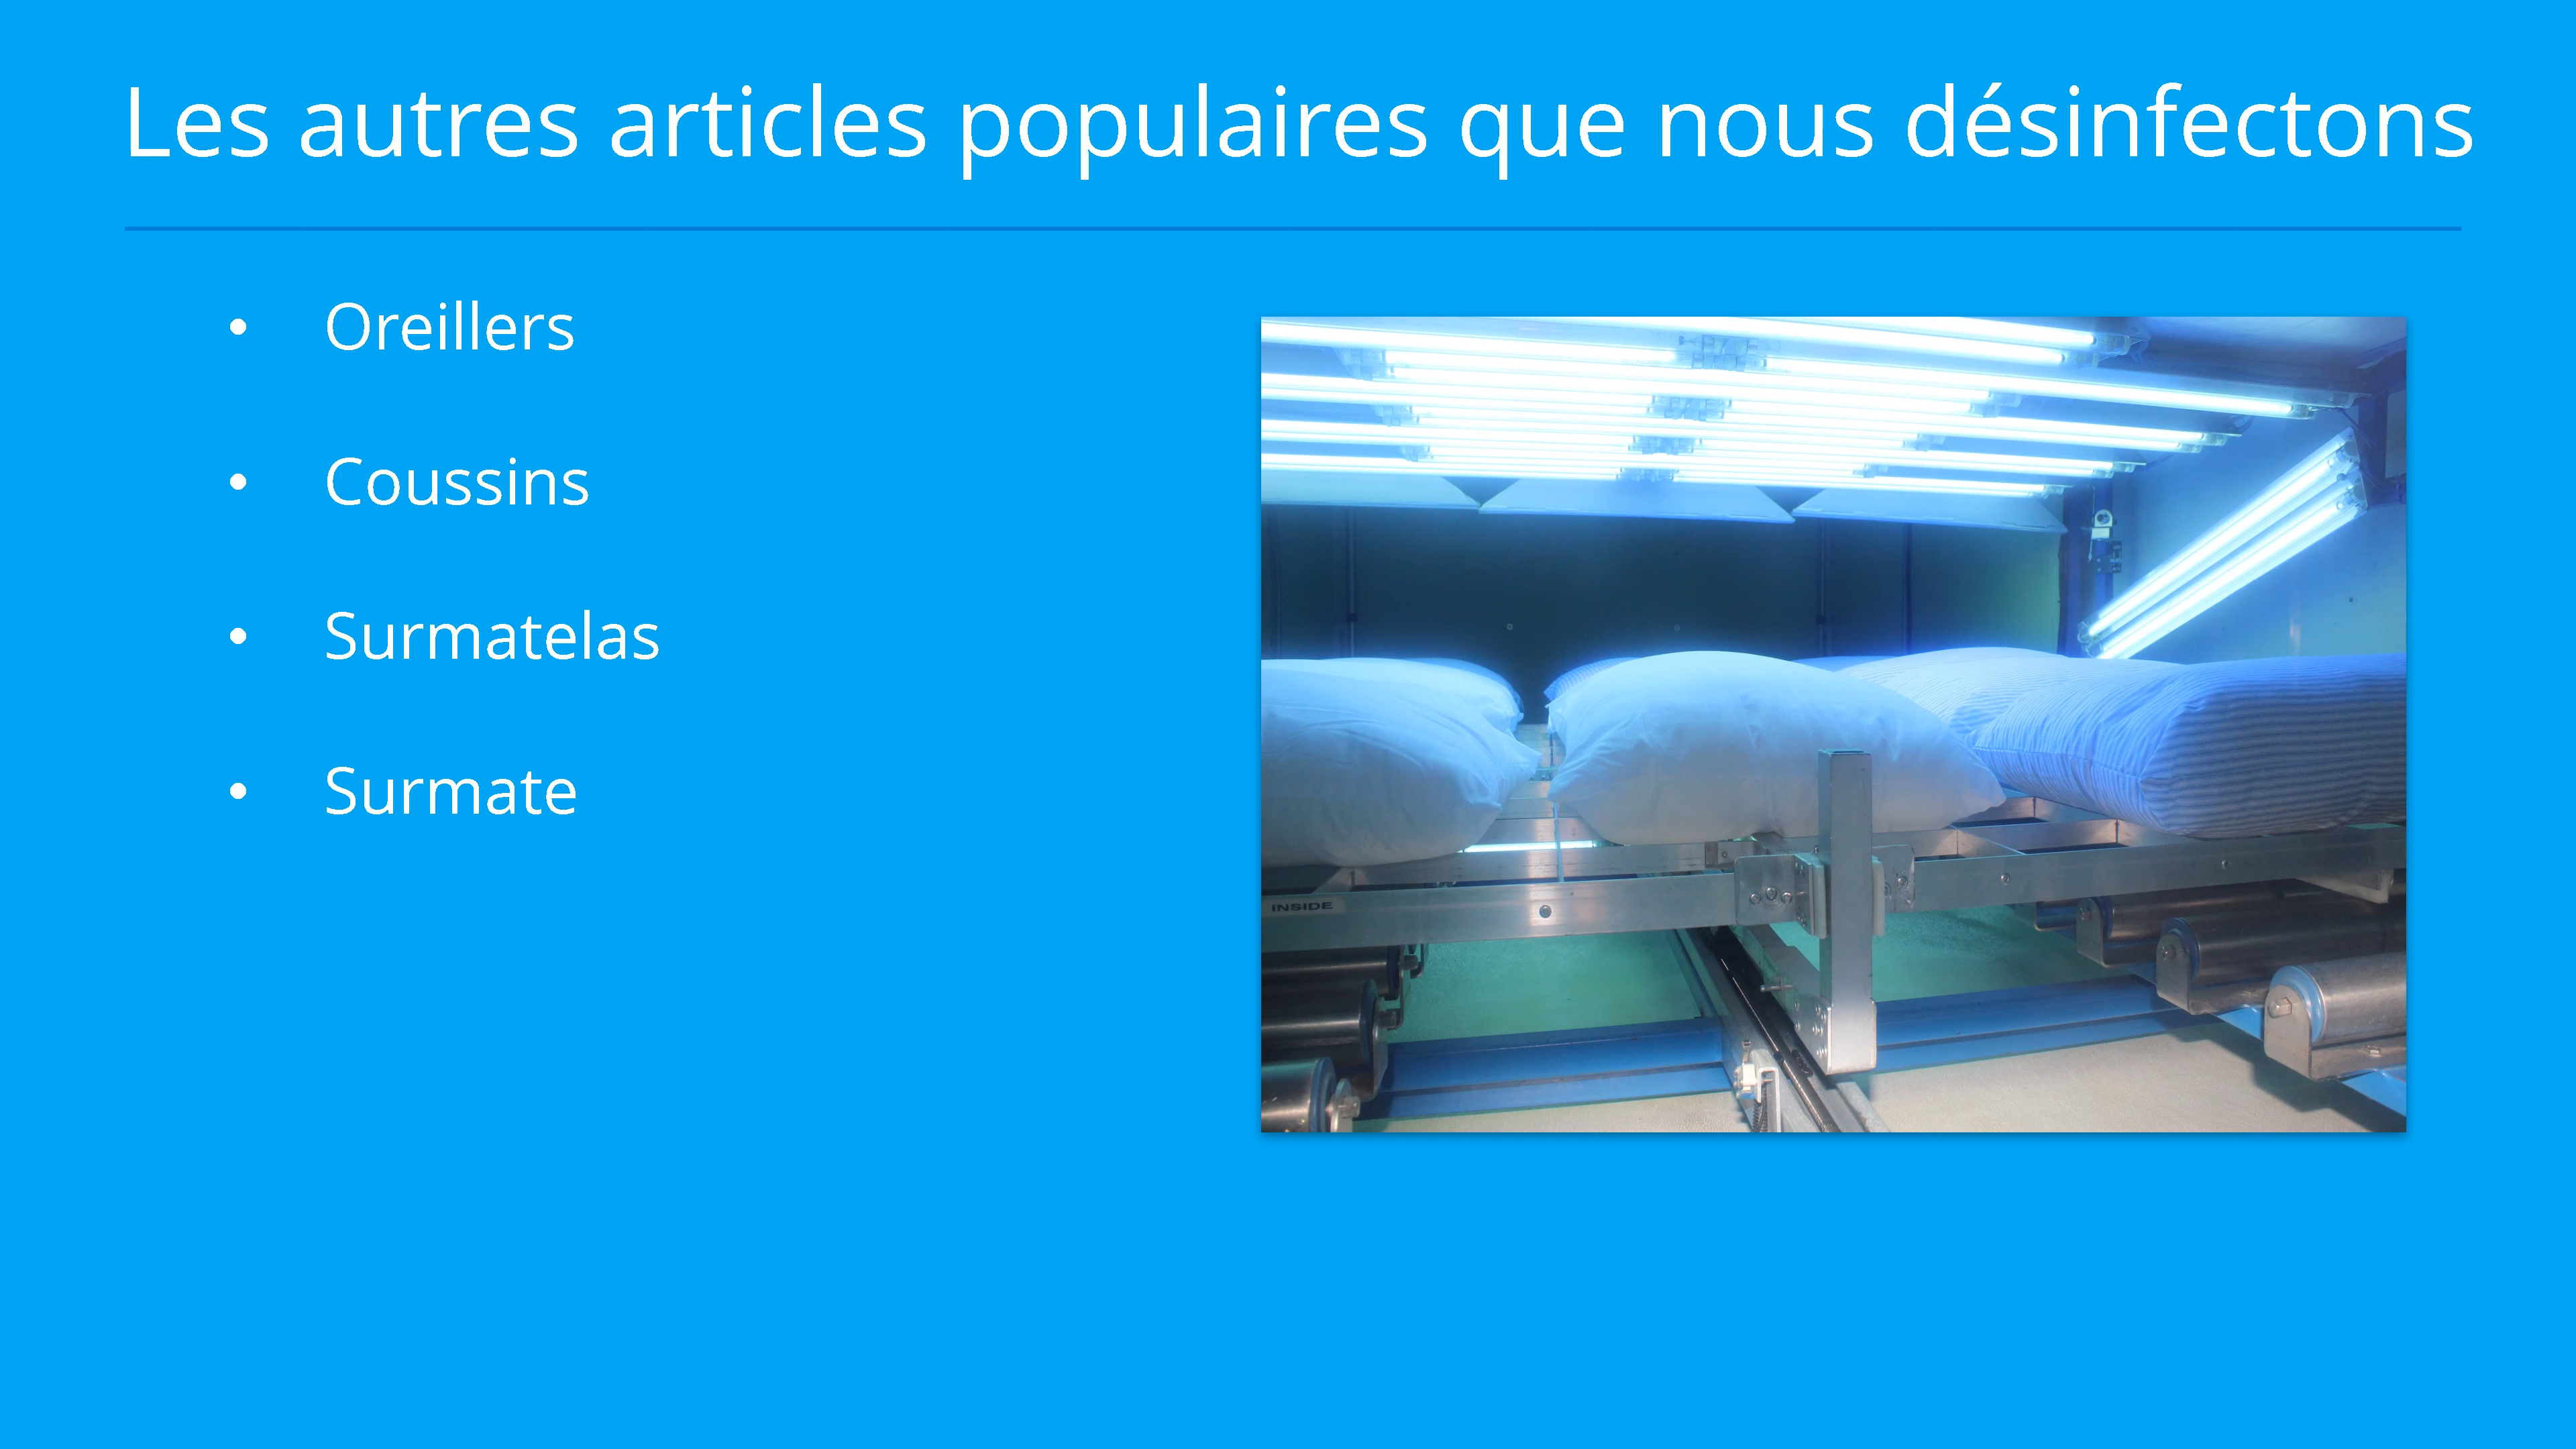 Les autres articles populaires que nous désinfectons
• Oreillers
• Coussins
• Surmatelas
• Surmate
INSIDE